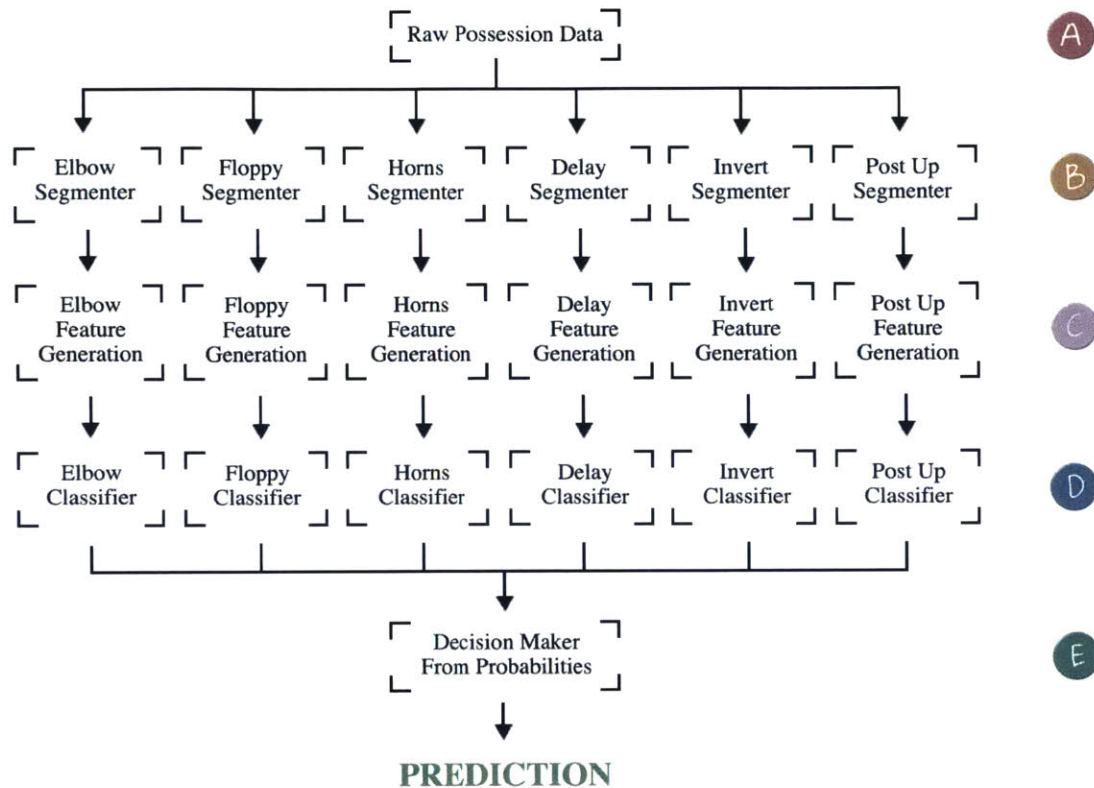 Raw Possession Data
A
Elbow
Segmenter
Floppy
Segmenter
Horns
Segmenter
Delay
Segmenter
Invert
Segmenter
Post Up
Segmenter
B
Elbow
Feature
Generation
Floppy
Feature
Generation
Horns
Feature
Generation
Delay
Feature
Generation
Invert
Feature
Generation
Post Up
Feature
Generation
C
Elbow
Classifier
Floppy
Classifier
Horns
Classifier
Delay
Classifier
Invert
Classifier
Post Up
Classifier
D
Decision Maker
From Probabilities
E
PREDICTION